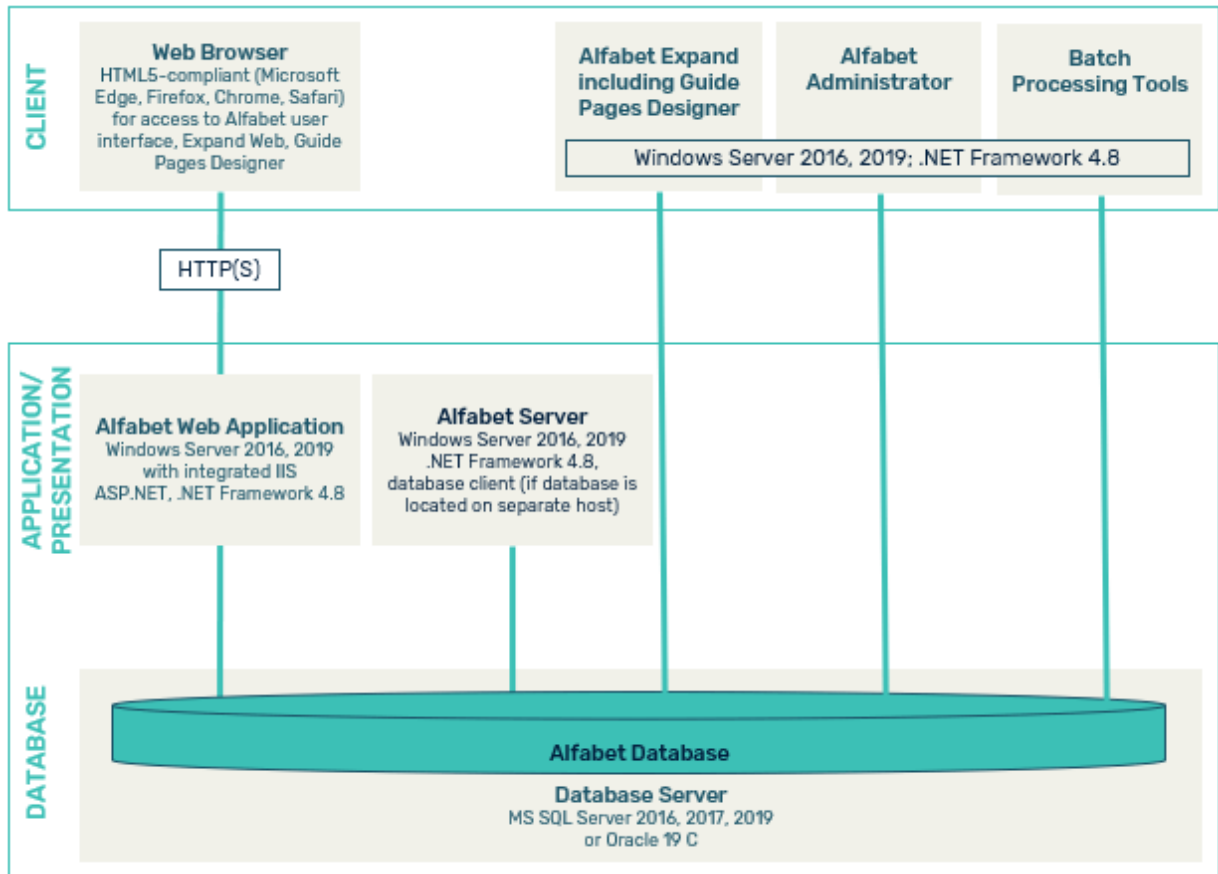 CLIENT
Web Browser
HTML5-compliant (Microsoft
Edge, Firefox, Chrome, Safari)
for access to Alfabet user
interface, Expand Web, Guide
Pages Designer
Alfabet Expand
including Guide
Pages Designer
Alfabet
Administrator
Batch
Processing Tools
Windows Server 2016, 2019; .NET Framework 4.8
HTTP(S)
APPLICATION/
PRESENTATION
Alfabet Web Application
Windows Server 2016, 2019
with integrated IIS
ASP.NET, .NET Framework 4.8
Alfabet Server
Windows Server 2016, 2019
.NET Framework 4.8,
database client (if database is
located on separate host)
DATABASE
Alfabet Database
Database Server
MS SQL Server 2016, 2017, 2019
or Oracle 19 C